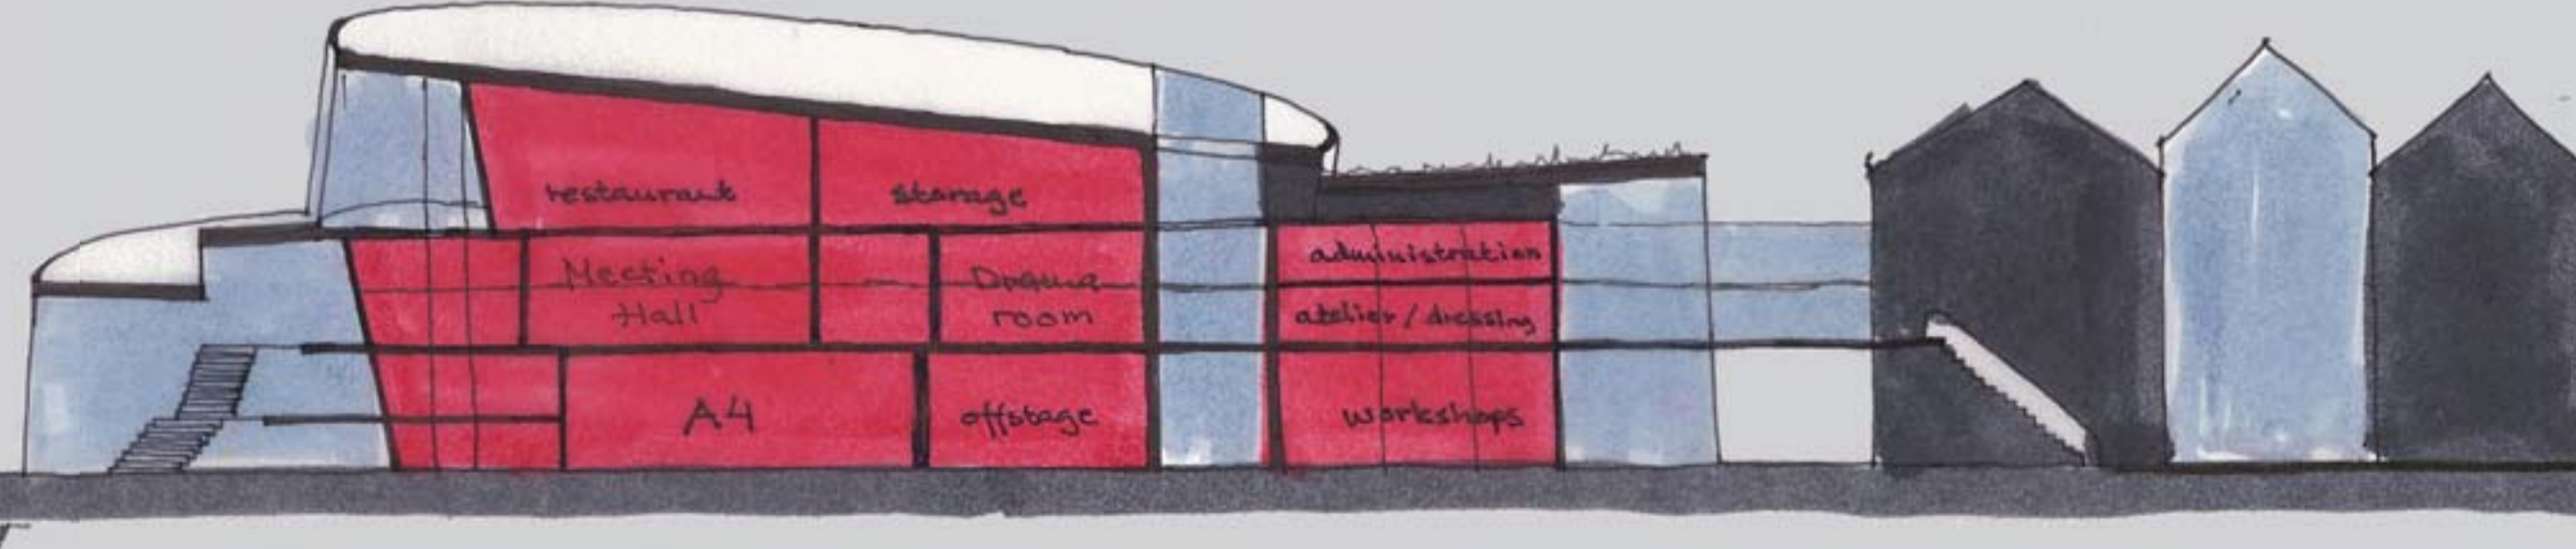 restaurant
storage
Meeting
Hall
Drama
room
administration
atelier / dressing
A4
offstage
workshops